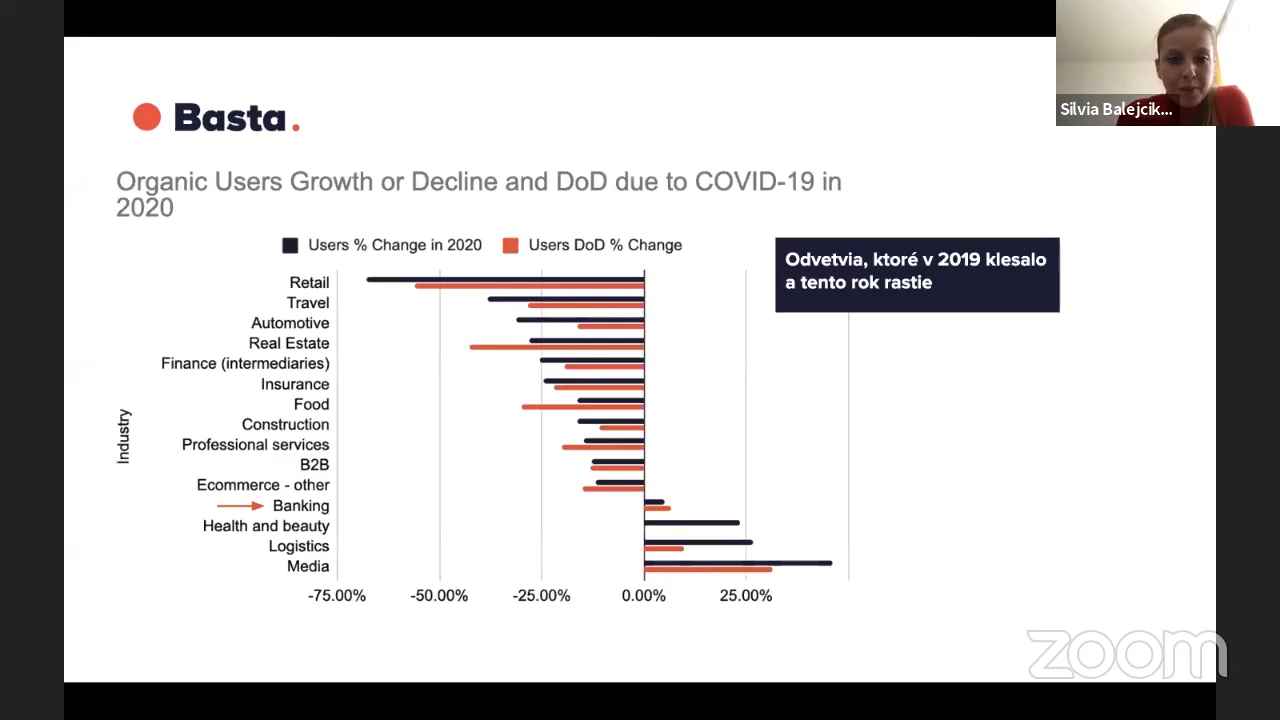 Silvia Balejcik...
Basta.
Organic Users Growth or Decline and DoD due to COVID-19 in
2020
Users % Change in 2020
Users DoD % Change
Odvetvia, ktoré v 2019 klesalo
a tento rok rastie
Industry
Retail
Travel
Automotive
Real Estate
Finance (intermediaries)
Insurance
Food
Construction
Professional services
B2B
Ecommerce - other
Banking
Health and beauty
Logistics
Media
-75.00%
-50.00%
-25.00%
0.00%
25.00%
zoom